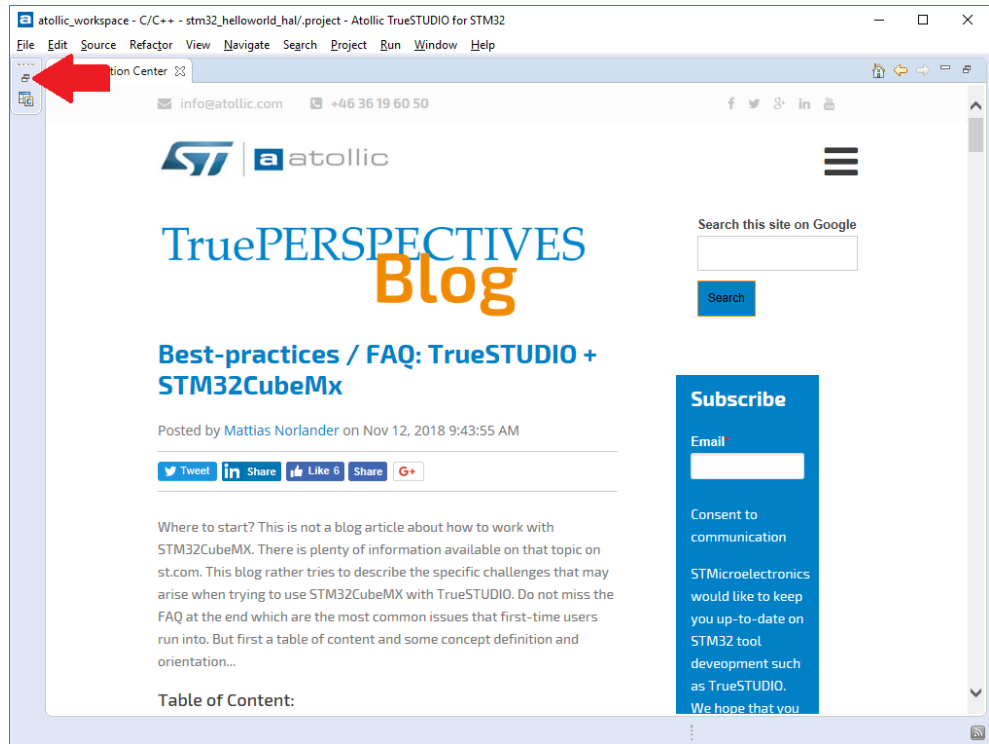 atollic_workspace - C/C++ - stm32_helloworld_hal/.project - Atollic TrueSTUDIO for STM32
File Edit Source Refactor View Navigate Search Project Run Window Help
tion Center
info@atollic.com +46 36 19 60 50
ST a atollic
TruePERSPECTIVES
Blog
Search this site on Google
Search
Best-practices / FAQ: TrueSTUDIO +
STM32CubeMx
Posted by Mattias Norlander on Nov 12, 2018 9:43:55 AM
Tweet in Share Like 6 Share G+
Where to start? This is not a blog article about how to work with
STM32CubeMX. There is plenty of information available on that topic on
st.com. This blog rather tries to describe the specific challenges that may
arise when trying to use STM32CubeMX with TrueSTUDIO. Do not miss the
FAQ at the end which are the most common issues that first-time users
run into. But first a table of content and some concept definition and
orientation...
Table of Content:
Subscribe
Email*
Consent to
communication
STMicroelectronics
would like to keep
you up-to-date on
STM32 tool
deveopment such
as TrueSTUDIO.
We hope that you